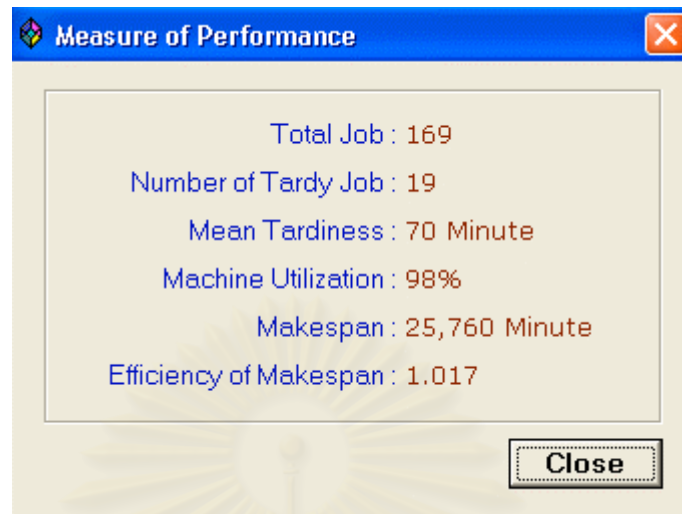 Measure of Performance
Total Job : 169
Number of Tardy Job : 19
Mean Tardiness : 70 Minute
Machine Utilization : 98%
Makespan : 25,760 Minute
Efficiency of Makespan : 1.017
Close